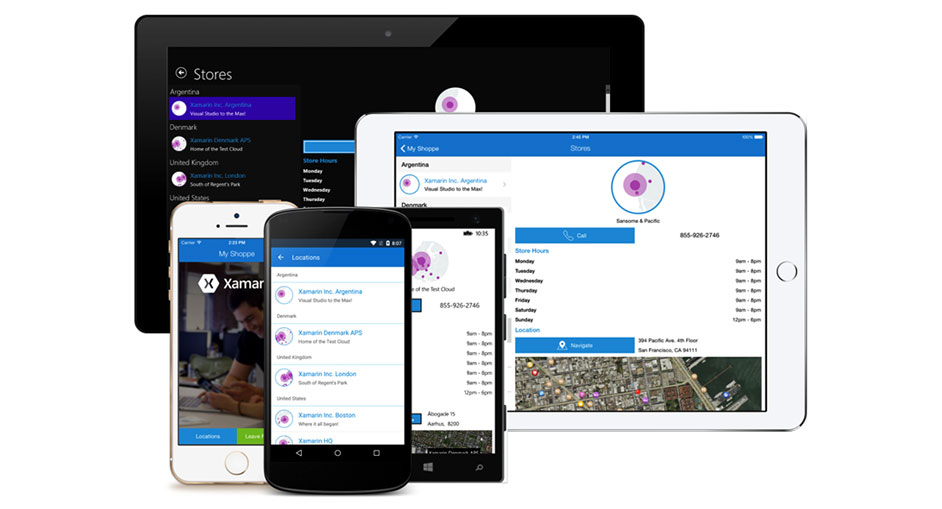 Stores
Argentina
Xamarin Inc. Argentina
Visual Studio to the Max!
Denmark
Xamarin Denmark APS
Home of the Test Cloud
United Kingdom
Xamarin Inc. London
South of Regent's Park
United States
Store Hours
Monday
Tuesday
Wednesday
Thursday
Carrier 2:45 PM 100%
My Shoppe Stores
Argentina
Xamarin Inc. Argentina
Visual Studio to the Max!
Denmark
Sansome & Pacific
Call 855-926-2746
Store Hours
Monday 9am - 8pm
Tuesday 9am - 8pm
Wednesday 9am - 8pm
Thursday 9am - 8pm
Friday 9am - 8pm
Saturday 9am - 8pm
Sunday 12pm - 6pm
Location
Navigate
394 Pacific Ave. 4th Floor
San Francisco, CA 94111
Carrier 2:33 PM
My Shoppe
Xamar
Locations Leave
8:07
Locations
Argentina
Xamarin Inc. Argentina
Visual Studio to the Max!
Denmark
Xamarin Denmark APS
Home of the Test Cloud
United Kingdom
Xamarin Inc. London
South of Regent's Park
United States
Xamarin Inc. Boston
Where it all began!
Xamarin HQ
10:35
ome of the Test Cloud
855-926-2746
9am - 8pm
9am - 8pm
9am - 8pm
9am - 8pm
9am - 8pm
9am - 8pm
12pm - 6pm
Åbogade 15
Aarhus, 8200
Xamarin Denmark APS